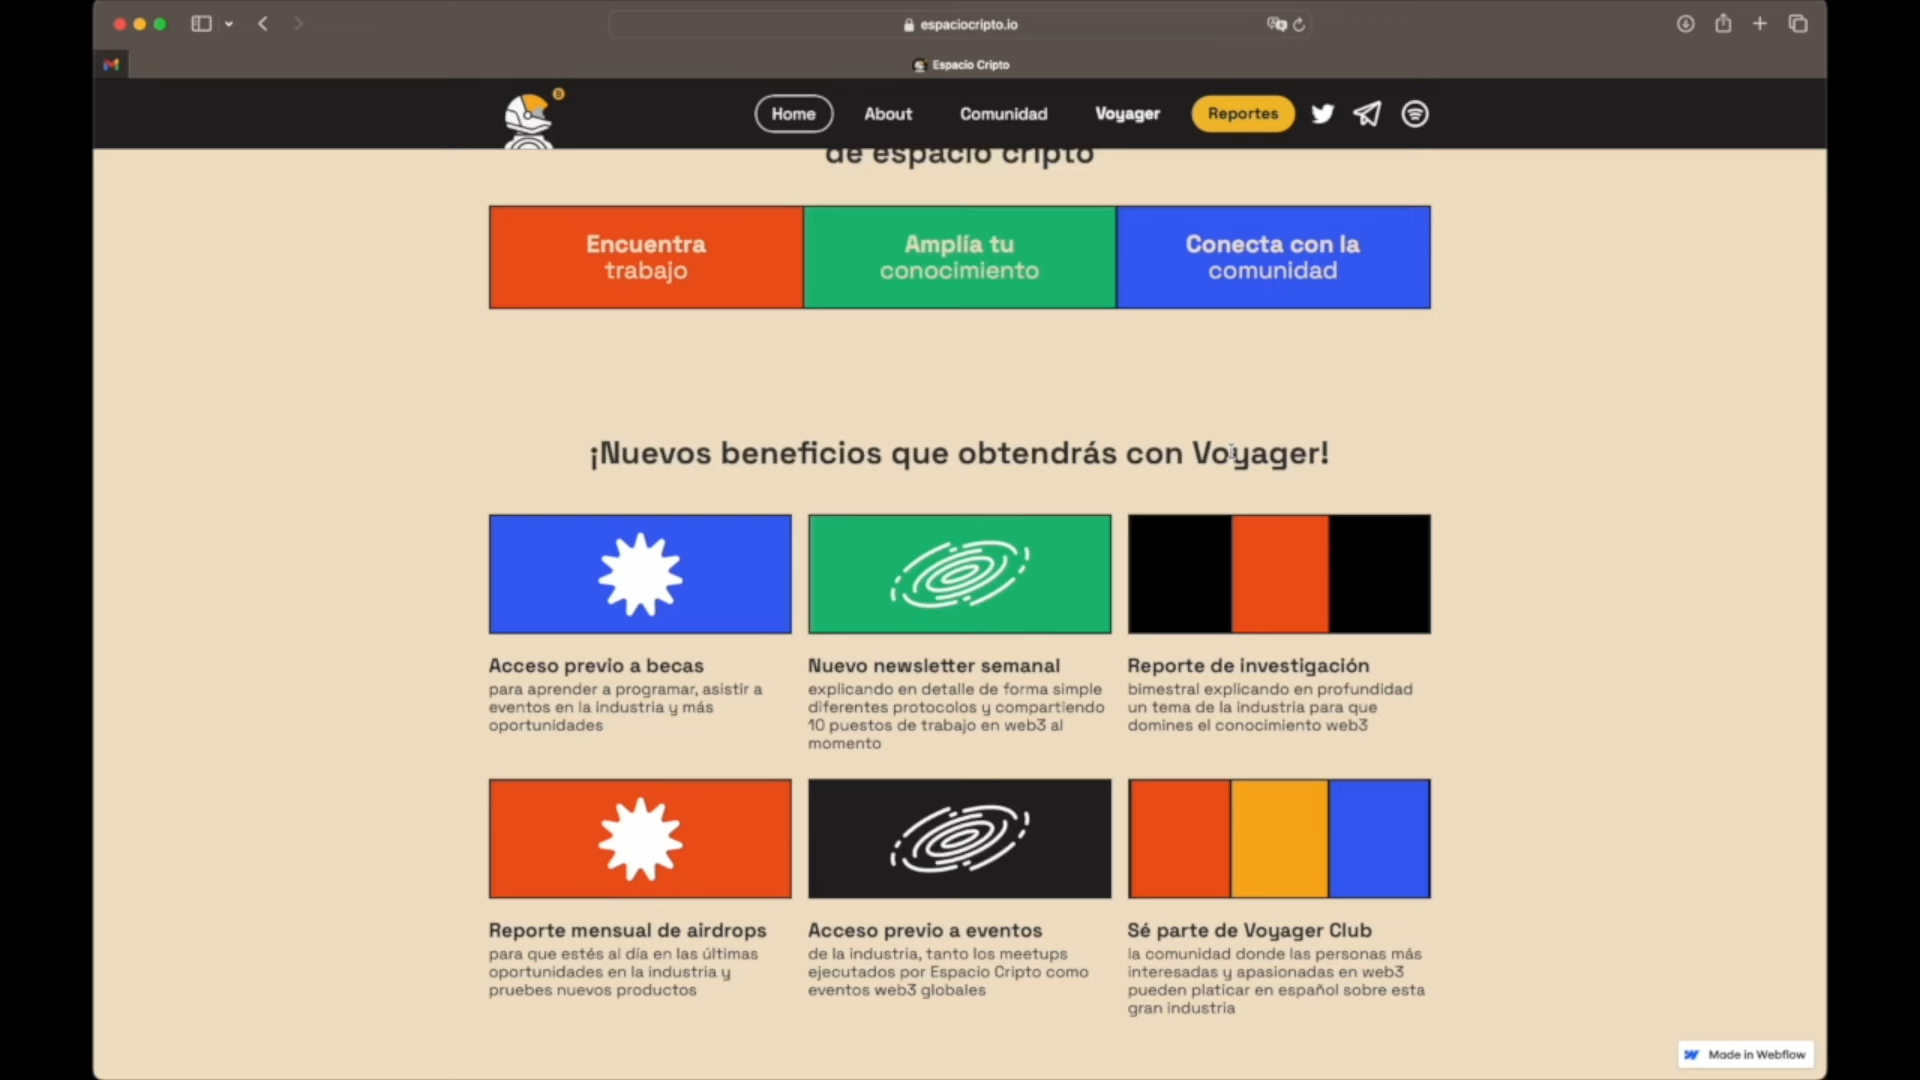 espaciocripto.io
Espacio Cripto
Home About Comunidad Voyager Reportes
de espacio cripto
Encuentra
trabajo
Amplía tu
conocimiento
Conecta con la
comunidad
¡Nuevos beneficios que obtendrás con Voyager!
Acceso previo a becas
para aprender a programar, asistir a
eventos en la industria y más
oportunidades
Nuevo newsletter semanal
explicando en detalle de forma simple
diferentes protocolos y compartiendo
10 puestos de trabajo en web3 al
momento
Reporte de investigación
bimestral explicando en profundidad
un tema de la industria para que
domines el conocimiento web3
Reporte mensual de airdrops
para que estés al día en las últimas
oportunidades en la industria y
pruebes nuevos productos
Acceso previo a eventos
de la industria, tanto los meetups
ejecutados por Espacio Cripto como
eventos web3 globales
Sé parte de Voyager Club
la comunidad donde las personas más
interesadas y apasionadas en web3
pueden platicar en español sobre esta
gran industria
Made in Webflow